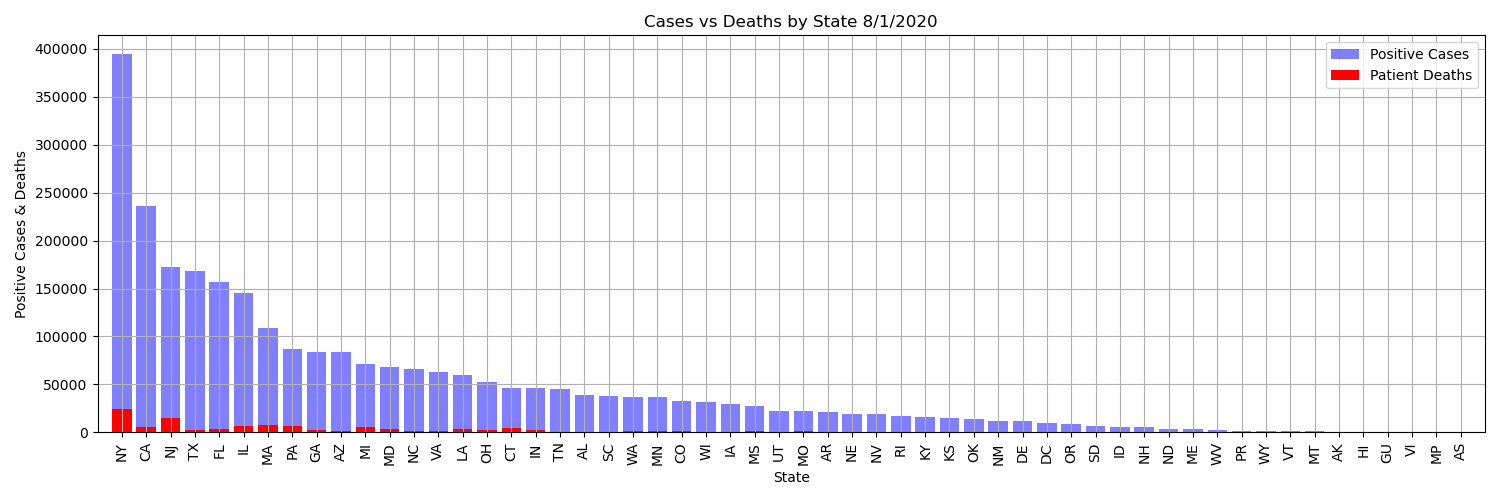 Cases vs Deaths by State 8/1/2020
Positive Cases
Patient Deaths
Positive Cases & Deaths
400000
350000
300000
250000
200000
150000
100000
50000
0
NY CA NJ TX FL IL MA PA GA AZ MI MD NC VA LA OH CT IN TN AL SC WA MN CO WI IA MS UT MO AR NE NV RI KY KS OK NM DE DC OR SD ID NH ND ME WV PR WY VT MT AK HI GU VI MP AS
State